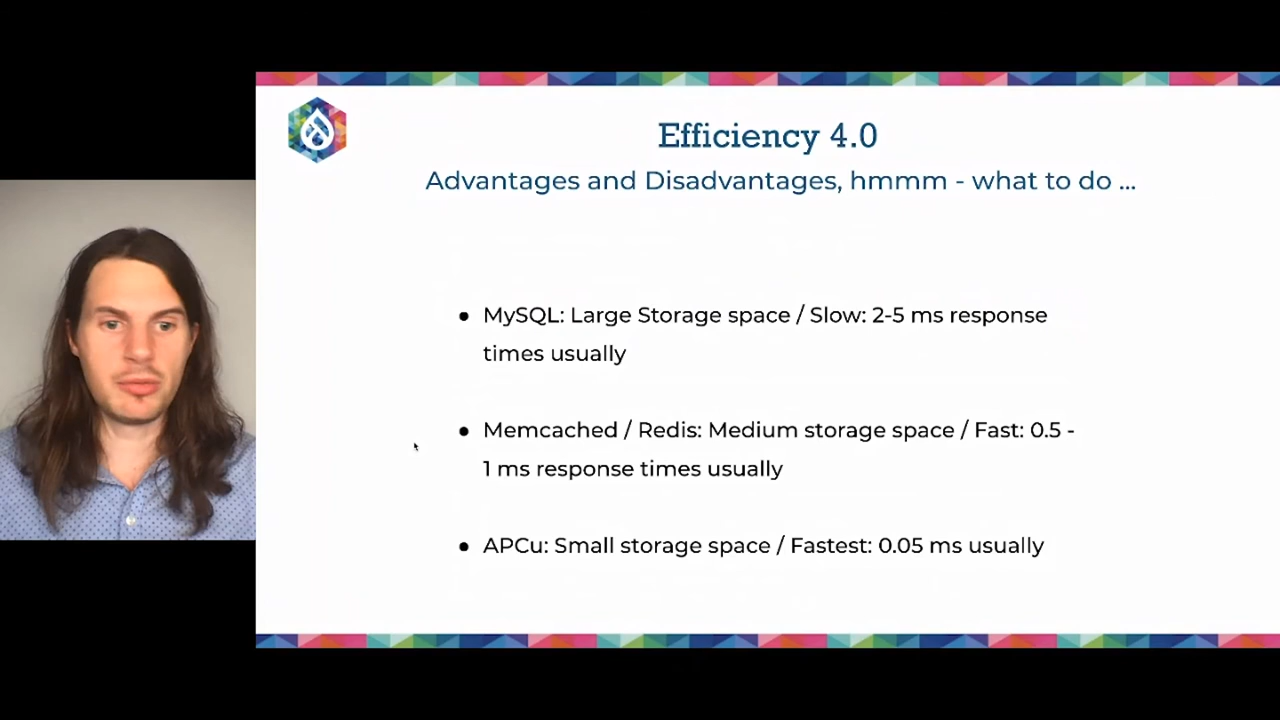 Efficiency 4.0
Advantages and Disadvantages, hmmm - what to do ...
● MySQL: Large Storage space / Slow: 2-5 ms response
times usually
● Memcached / Redis: Medium storage space / Fast: 0.5 -
1 ms response times usually
● APCu: Small storage space / Fastest: 0.05 ms usually